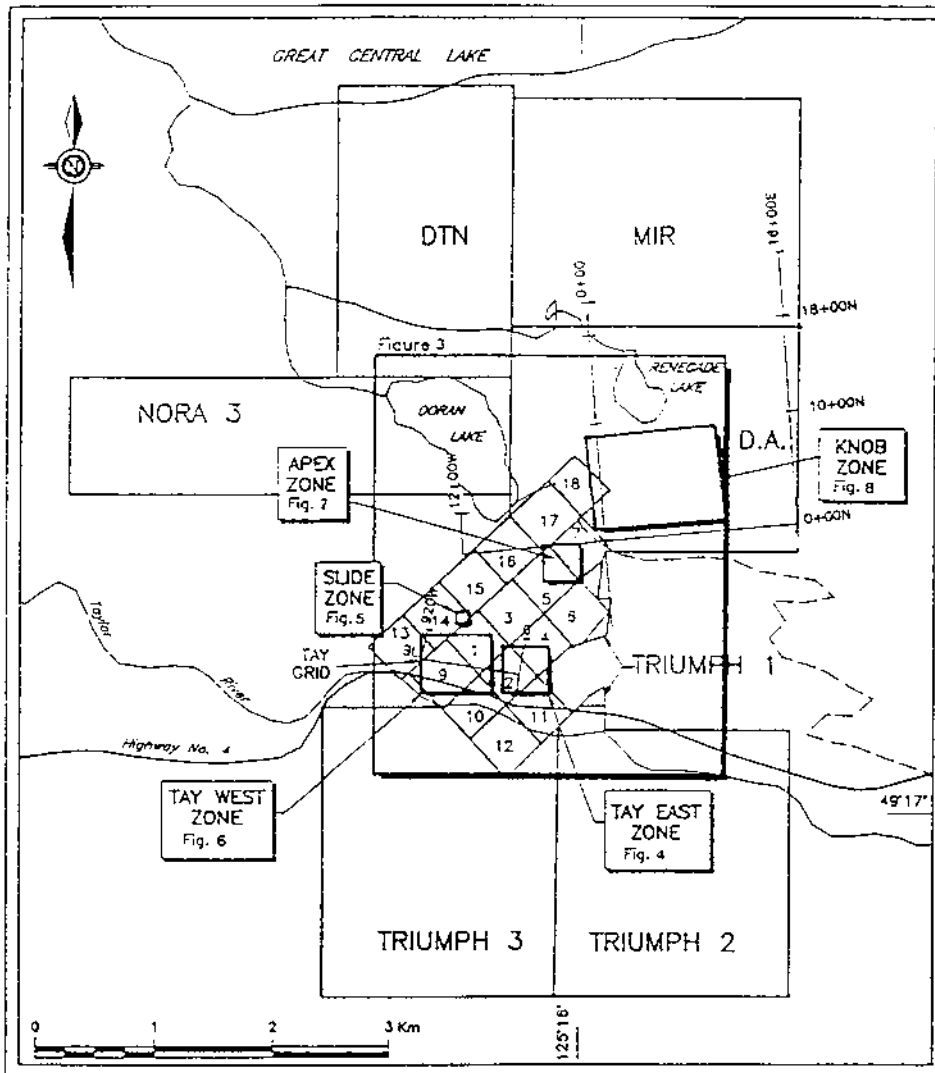 GREAT CENTRAL LAKE
DTN
MIR
0+00
18+00E
18+00N
Figure 3
RENEGADE
LAKE
NORA 3
DORAN
LAKE
10+00N
D.A.
KNOB
ZONE
Fig. 8
APEX
ZONE
Fig. 7
12+00W
18
17
0+00N
16
SLIDE
ZONE
Fig. 5
15
5
14
3
6
13
TAY
GRID
1
TRIUMPH 1
9
2
Taylor
River
10
11
Highway No. 4
12
TAY WEST
ZONE
Fig. 6
TAY EAST
ZONE
Fig. 4
49°17'
TRIUMPH 3
TRIUMPH 2
0 1 2 3 Km
125°16'